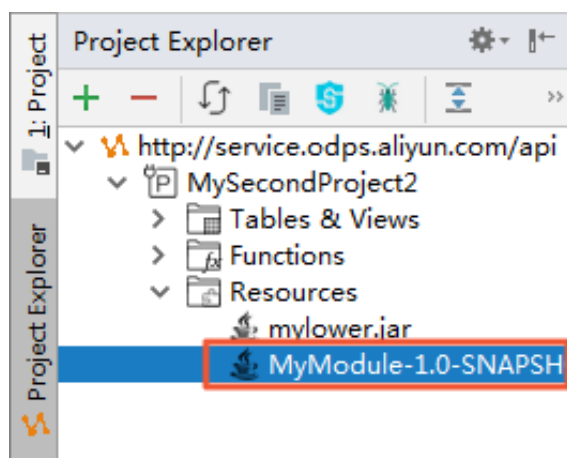 Project Explorer
1: Project
http://service.odps.aliyun.com/api
MySecondProject2
Tables & Views
Functions
Resources
mylower.jar
MyModule-1.0-SNAPSH
Project Explorer